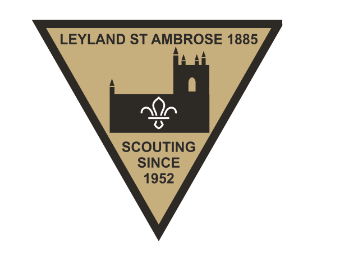 LEYLAND ST AMBROSE 1885
SCOUTING
SINCE
1952